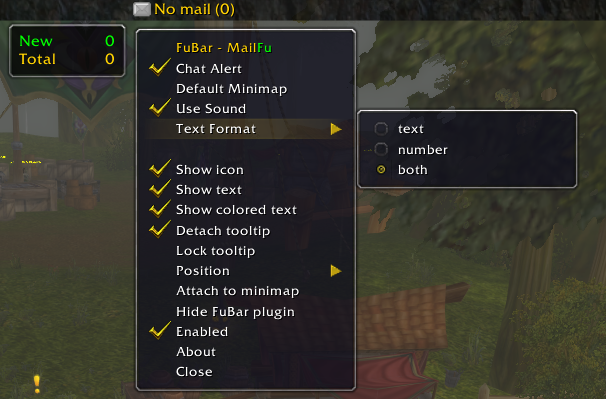 No mail (0)
New 0
Total 0
FuBar - MailFu
Chat Alert
Default Minimap
Use Sound
Text Format
text
number
both
Show icon
Show text
Show colored text
Detach tooltip
Lock tooltip
Position
Attach to minimap
Hide FuBar plugin
Enabled
About
Close